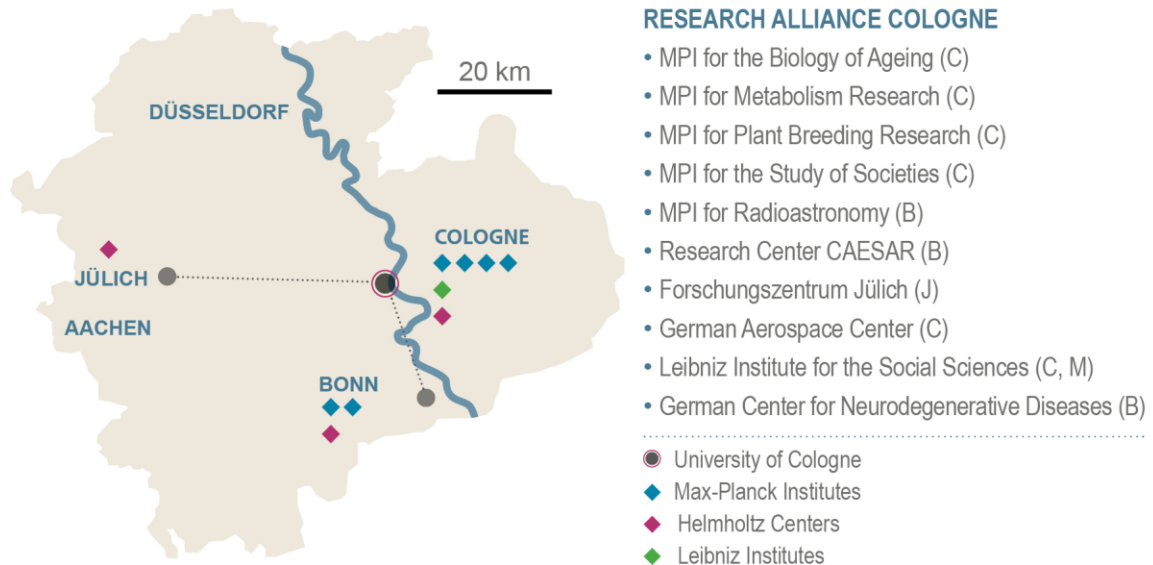 20 km
DÜSSELDORF
COLOGNE
JÜLICH
AACHEN
BONN
RESEARCH ALLIANCE COLOGNE
• MPI for the Biology of Ageing (C)
• MPI for Metabolism Research (C)
• MPI for Plant Breeding Research (C)
• MPI for the Study of Societies (C)
• MPI for Radioastronomy (B)
• Research Center CAESAR (B)
• Forschungszentrum Jülich (J)
• German Aerospace Center (C)
• Leibniz Institute for the Social Sciences (C, M)
• German Center for Neurodegenerative Diseases (B)
University of Cologne
Max-Planck Institutes
Helmholtz Centers
Leibniz Institutes